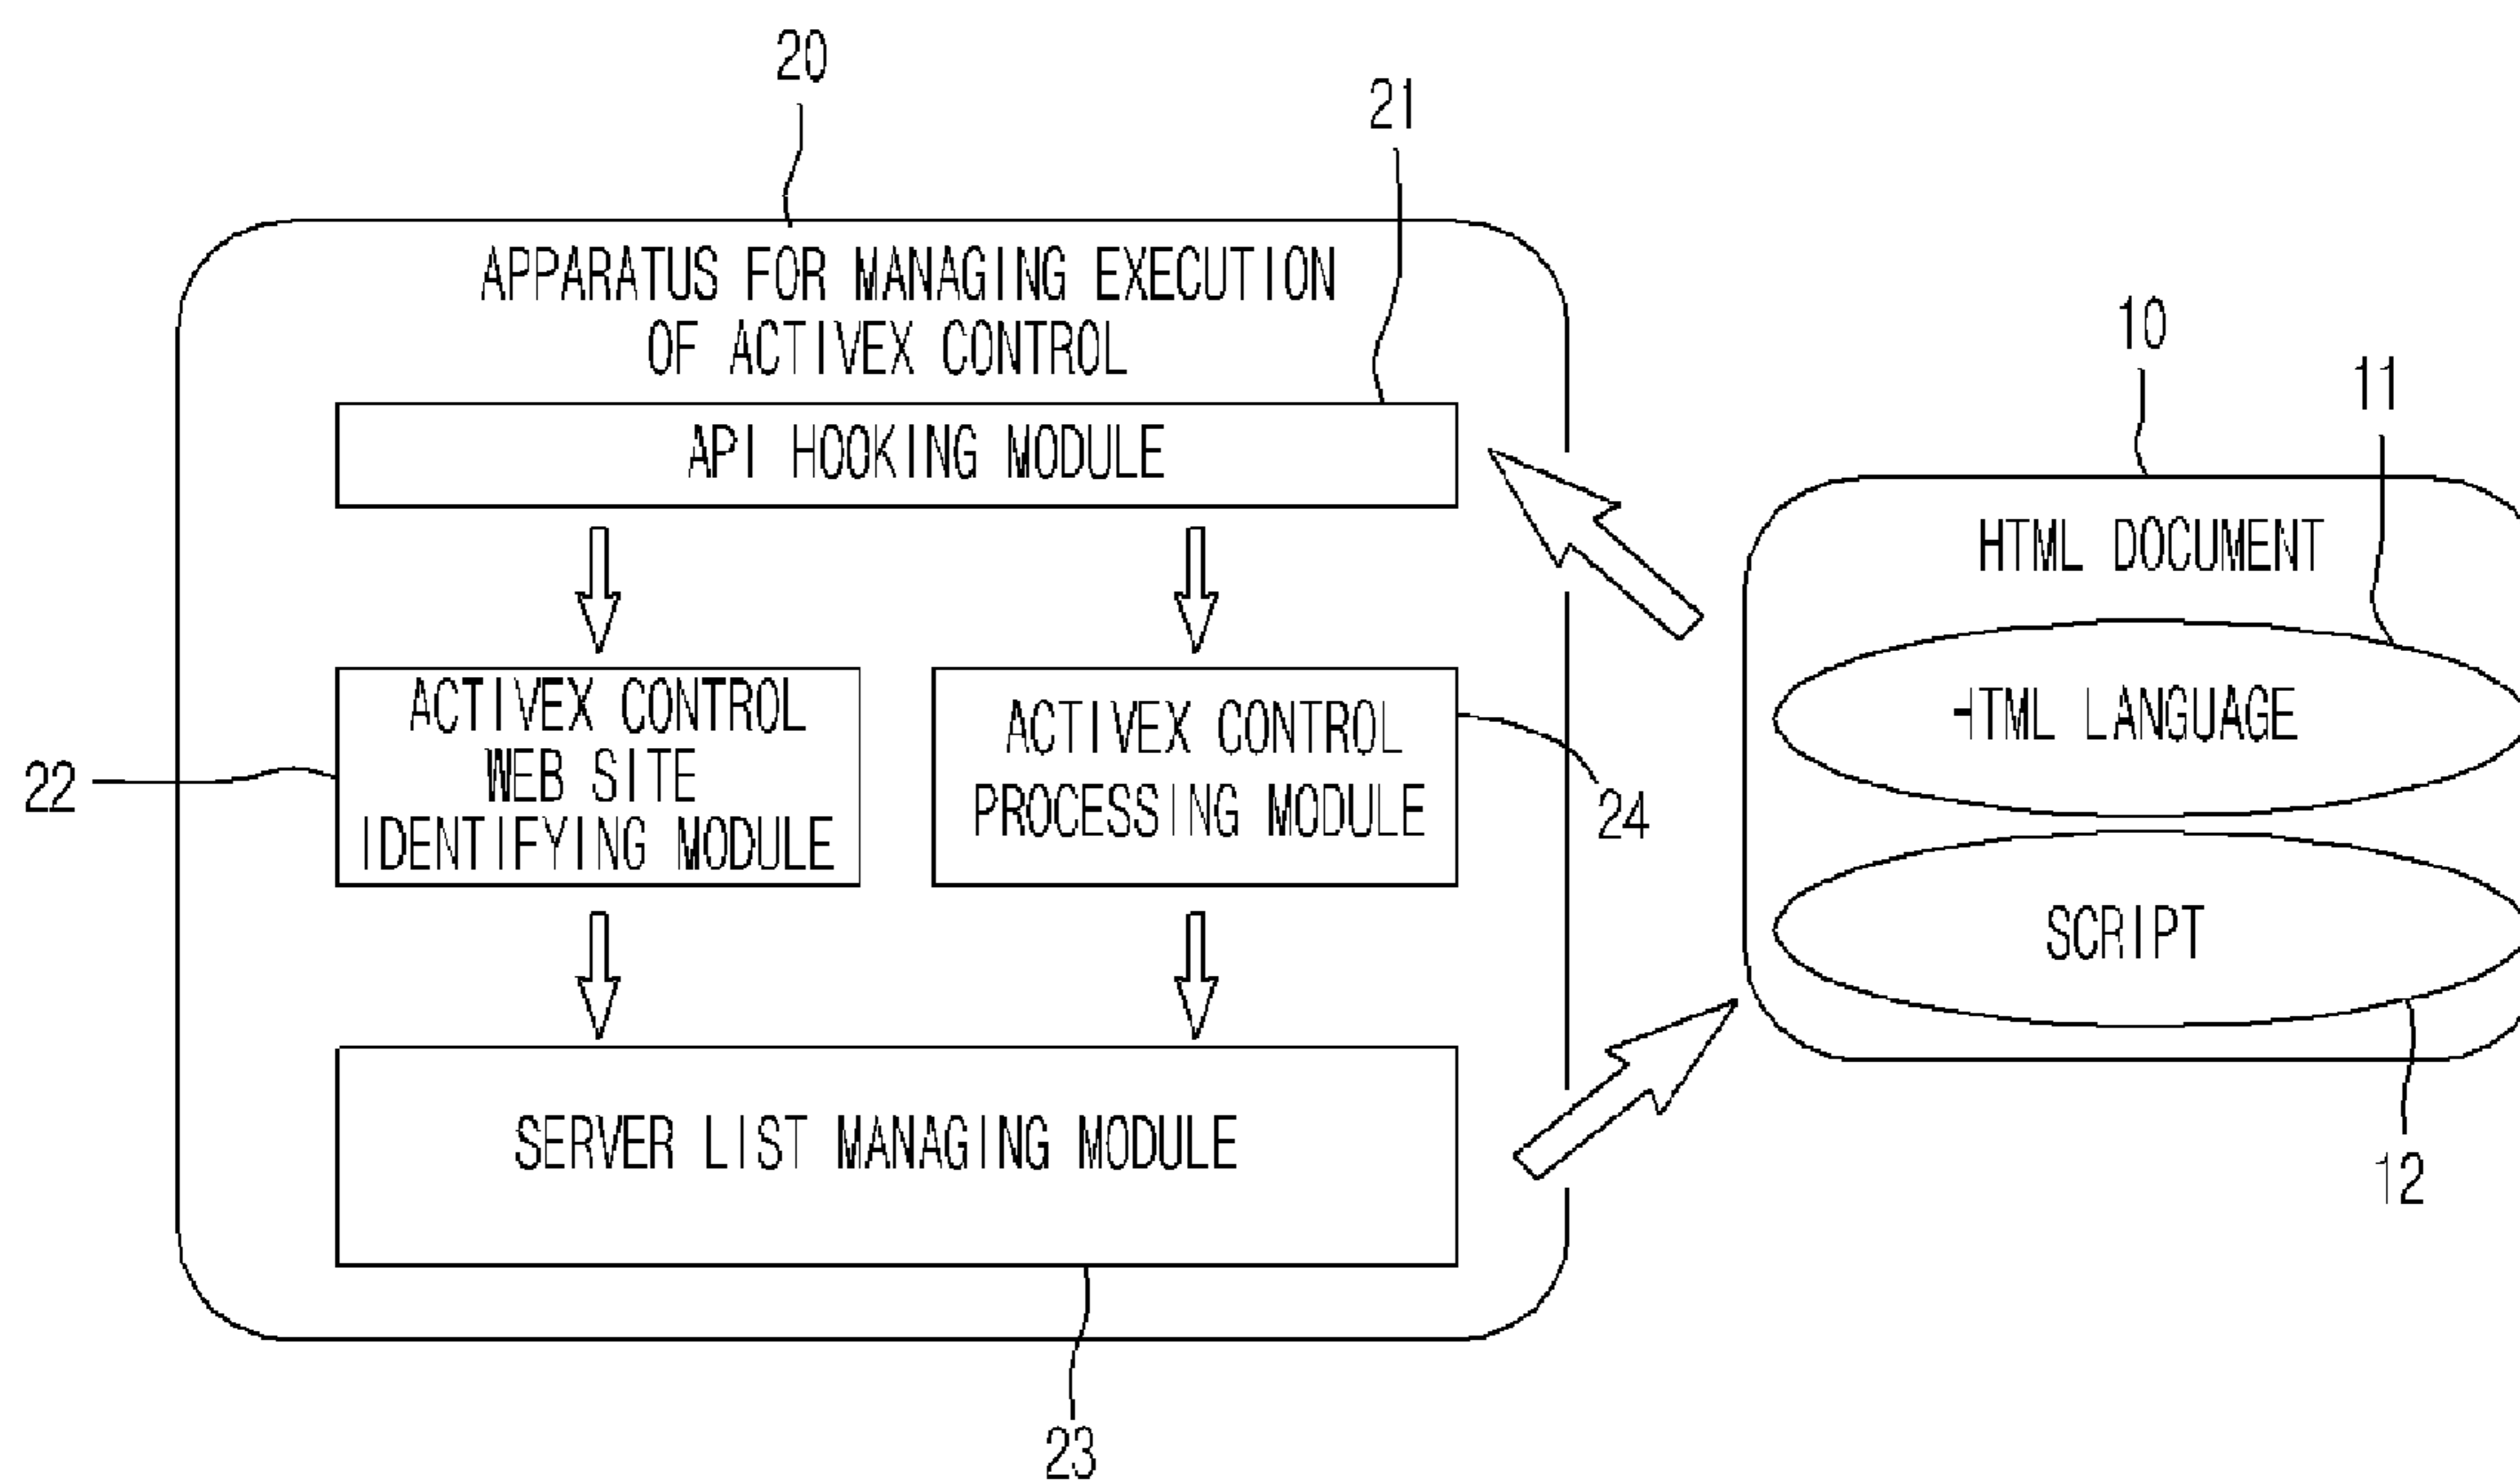 20
21
APPARATUS FOR MANAGING EXECUTION
OF ACTIVEX CONTROL
API HOOKING MODULE
ACTIVEX CONTROL
WEB SITE
IDENTIFYING MODULE
22
ACTIVEX CONTROL
PROCESSING MODULE
24
SERVER LIST MANAGING MODULE
23
10
11
HTML DOCUMENT
HTML LANGUAGE
SCRIPT
12